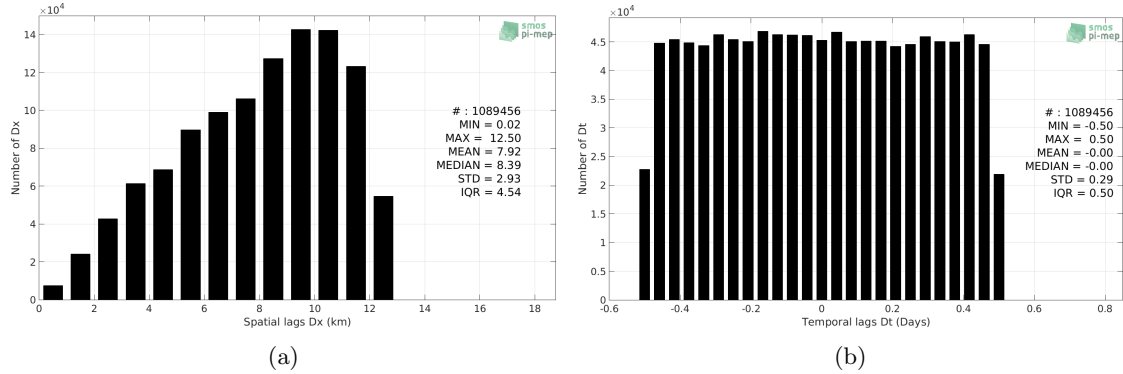 ×10⁴
14
12
10
8
6
4
2
0
Number of Dx
smos
pi-mep
# : 1089456
MIN = 0.02
MAX = 12.50
MEAN = 7.92
MEDIAN = 8.39
STD = 2.93
IQR = 4.54
0 2 4 6 8 10 12 14 16 18
Spatial lags Dx (km)
(a)
×10⁴
4.5
4
3.5
3
2.5
2
1.5
1
0.5
0
Number of Dt
smos
pi-mep
# : 1089456
MIN = -0.50
MAX = 0.50
MEAN = -0.00
MEDIAN = -0.00
STD = 0.29
IQR = 0.50
-0.6 -0.4 -0.2 0 0.2 0.4 0.6 0.8
Temporal lags Dt (Days)
(b)